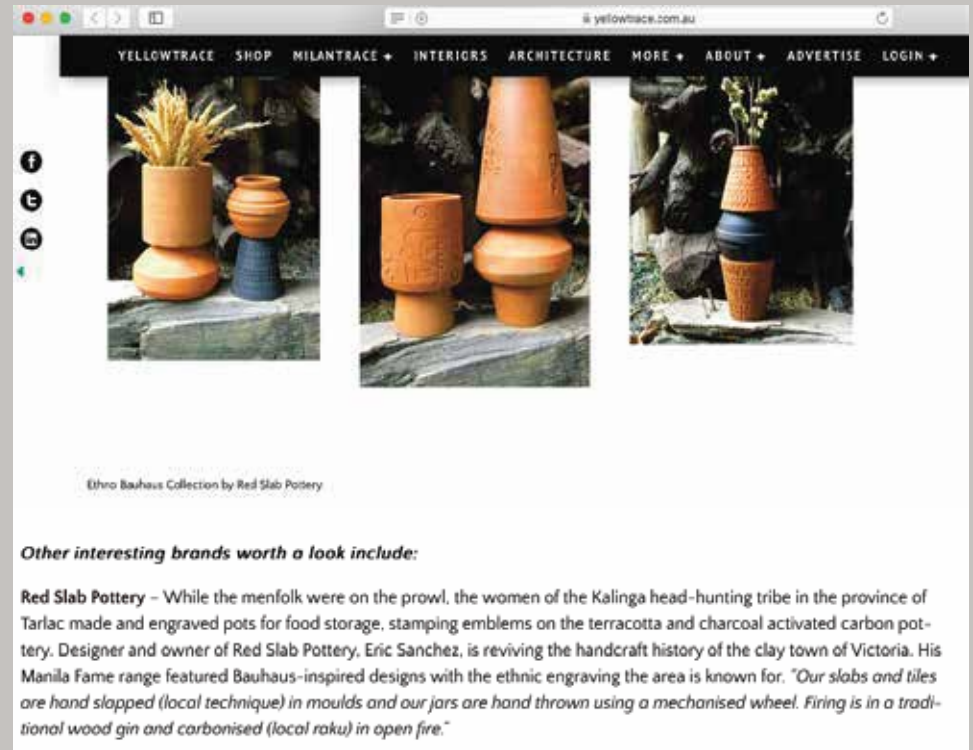 yellowtrace.com.au
YELLOWTRACE SHOP MILANTRACE + INTERIORS ARCHITECTURE MORE + ABOUT + ADVERTISE LOGIN +
Ethro Bauhaus Collection by Red Slab Pottery
Other interesting brands worth a look include:
Red Slab Pottery – While the menfolk were on the prowl, the women of the Kalinga head-hunting tribe in the province of
Tarlac made and engraved pots for food storage, stamping emblems on the terracotta and charcoal activated carbon pot-
tery. Designer and owner of Red Slab Pottery, Eric Sanchez, is reviving the handcraft history of the clay town of Victoria. His
Manila Fame range featured Bauhaus-inspired designs with the ethnic engraving the area is known for. "Our slabs and tiles
are hand slapped (local technique) in moulds and our jars are hand thrown using a mechanised wheel. Firing is in a tradi-
tional wood gin and carbonised (local raku) in open fire."